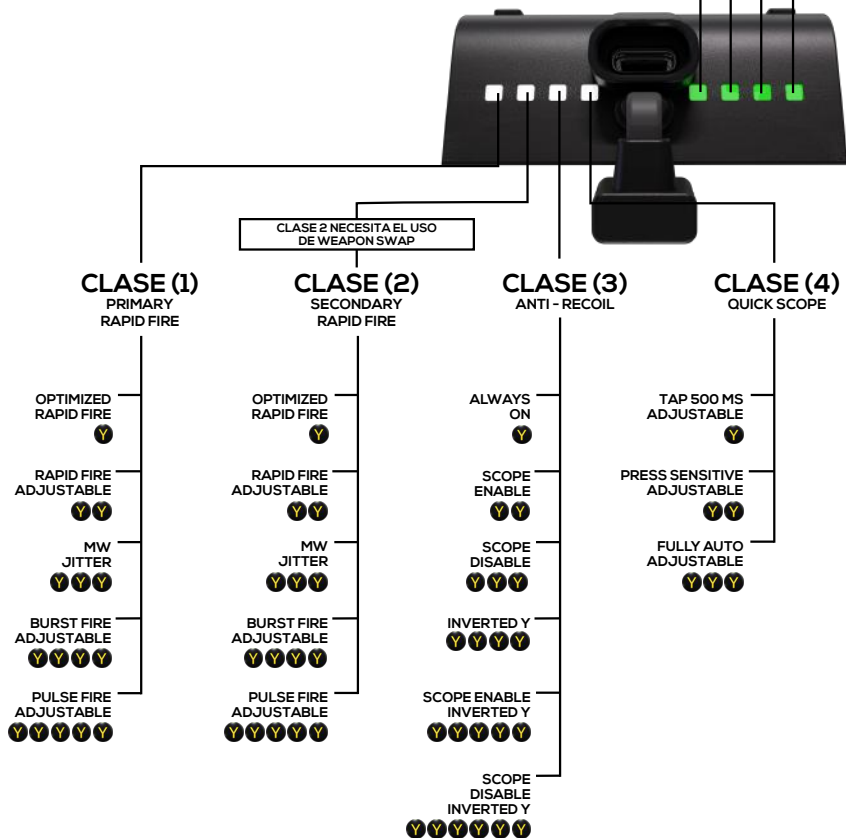 CLASE 2 NECESITA EL USO
DE WEAPON SWAP
CLASE (1)
PRIMARY
RAPID FIRE
OPTIMIZED
RAPID FIRE
Y
RAPID FIRE
ADJUSTABLE
Y Y
MW
JITTER
Y Y Y
BURST FIRE
ADJUSTABLE
Y Y Y Y
PULSE FIRE
ADJUSTABLE
Y Y Y Y Y
CLASE (2)
SECONDARY
RAPID FIRE
OPTIMIZED
RAPID FIRE
Y
RAPID FIRE
ADJUSTABLE
Y Y
MW
JITTER
Y Y Y
BURST FIRE
ADJUSTABLE
Y Y Y Y
PULSE FIRE
ADJUSTABLE
Y Y Y Y Y
CLASE (3)
ANTI - RECOIL
ALWAYS
ON
Y
SCOPE
ENABLE
Y Y
SCOPE
DISABLE
Y Y Y
INVERTED Y
Y Y Y Y
SCOPE ENABLE
INVERTED Y
Y Y Y Y Y
SCOPE
DISABLE
INVERTED Y
Y Y Y Y Y Y
CLASE (4)
QUICK SCOPE
TAP 500 MS
ADJUSTABLE
Y
PRESS SENSITIVE
ADJUSTABLE
Y Y
FULLY AUTO
ADJUSTABLE
Y Y Y